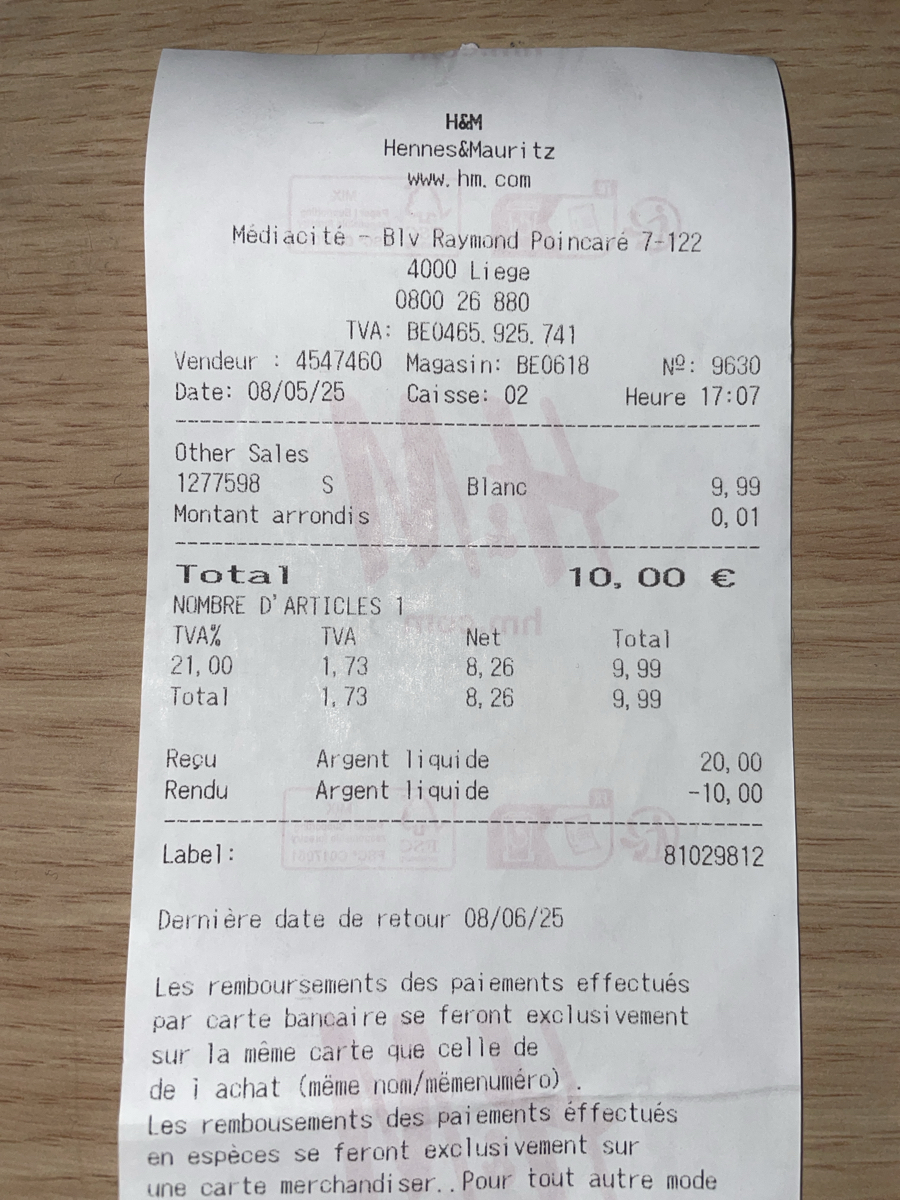 H&M
Hennes&Mauritz
www.hm.com
Médiacité - Blv Raymond Poincaré 7-122
4000 Liege
0800 26 880
TVA: BE0465.925.741
Vendeur : 4547460 Magasin: BE0618 Nº: 9630
Date: 08/05/25 Caisse: 02 Heure 17:07
Other Sales
1277598 S Blanc 9,99
Montant arrondis 0,01
Total 10,00 €
NOMBRE D'ARTICLES 1
TVA% TVA Net Total
21,00 1,73 8,26 9,99
Total 1,73 8,26 9,99
Reçu Argent liquide 20,00
Rendu Argent liquide -10,00
Label: 81029812
Dernière date de retour 08/06/25
Les remboursements des paiements effectués
par carte bancaire se feront exclusivement
sur la même carte que celle de
de i achat (mëme nom/mëmenuméro) .
Les rembousements des paiements éffectués
en espèces se feront exclusivement sur
une carte merchandiser..Pour tout autre mode